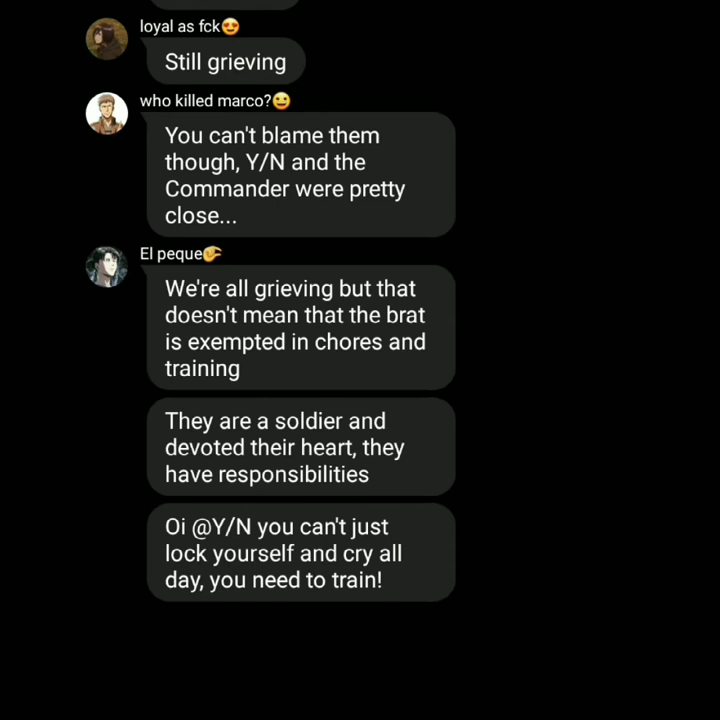 loyal as fck😍
Still grieving
who killed marco?😉
You can't blame them
though, Y/N and the
Commander were pretty
close...
El peque🤏
We're all grieving but that
doesn't mean that the brat
is exempted in chores and
training
They are a soldier and
devoted their heart, they
have responsibilities
Oi @Y/N you can't just
lock yourself and cry all
day, you need to train!